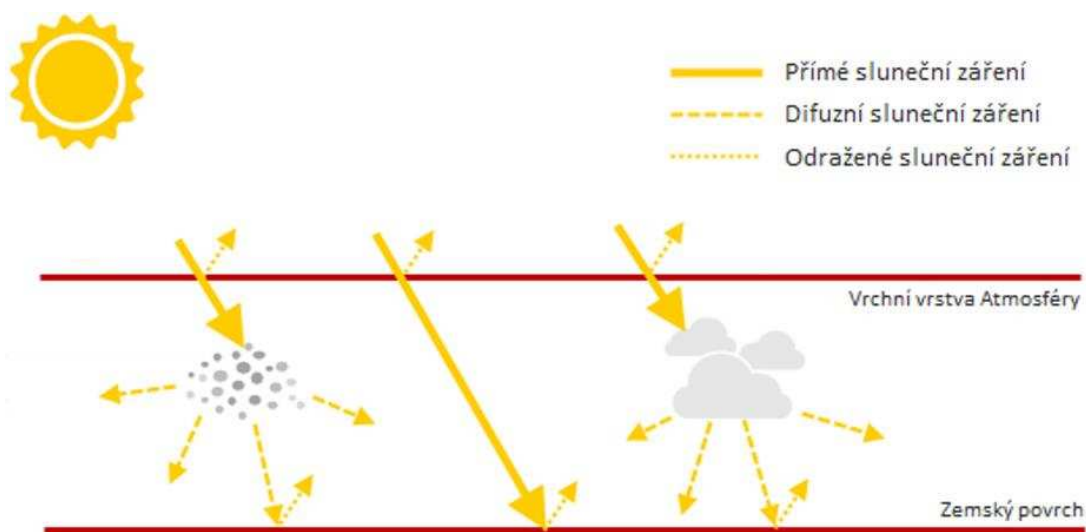 Přímé sluneční záření
Difuzní sluneční záření
Odražené sluneční záření
Vrchní vrstva Atmosféry
Zemský povrch